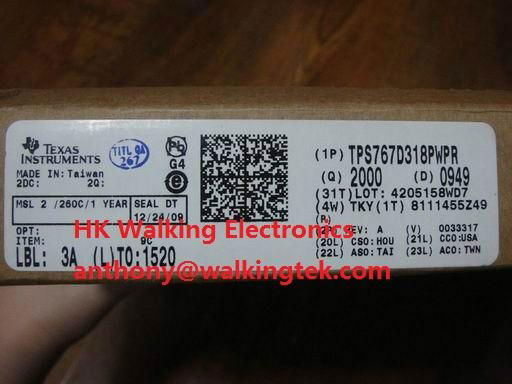 TEXAS
INSTRUMENTS
TITL QA
267
Pb
G4
e4
MADE IN: Taiwan
2DC: 2Q:
MSL 2 /260C/1 YEAR SEAL DT
12/24/09
OPT:
ITEM: 9C
LBL: 3A (L)TO:1520
(1P) TPS767D318PWPR
(Q) 2000 (D) 0949
(31T)LOT: 4205158WD7
(4W) TKY(1T) 8111455Z49
(P)
REV: A (V) 0033317
(20L) CSO:HOU (21L) CCO:USA
(22L) ASO:TAI (23L) ACO:TWN
HK Walking Electronics
anthony@walkingtek.com